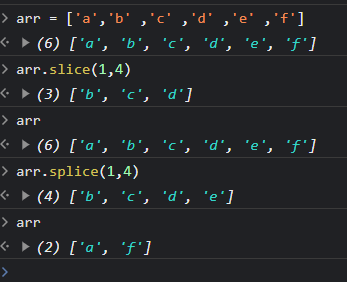 > arr = ['a','b' ,'c' ,'d' ,'e' ,'f']
<· ▶ (6) ['a', 'b', 'c', 'd', 'e', 'f']
> arr.slice(1,4)
<· ▶ (3) ['b', 'c', 'd']
> arr
<· ▶ (6) ['a', 'b', 'c', 'd', 'e', 'f']
> arr.splice(1,4)
<· ▶ (4) ['b', 'c', 'd', 'e']
> arr
<· ▶ (2) ['a', 'f']
>